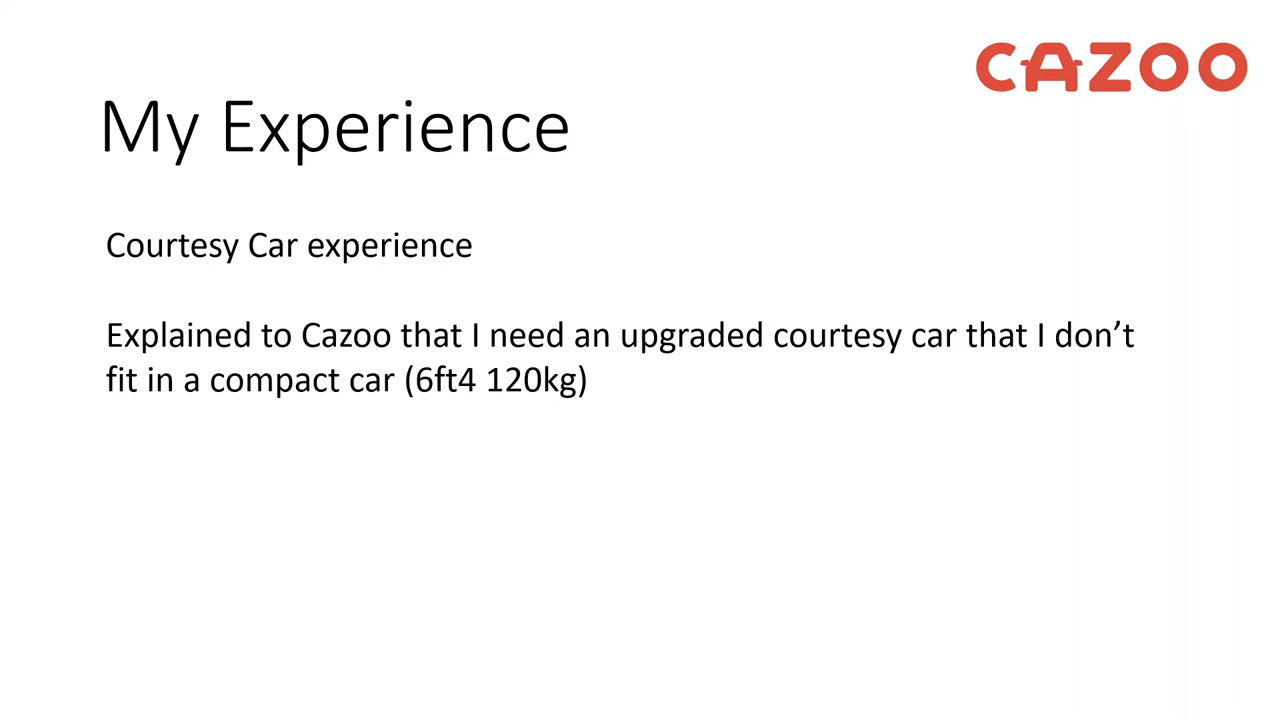 CAZOO
My Experience
Courtesy Car experience
Explained to Cazoo that I need an upgraded courtesy car that I don’t
fit in a compact car (6ft4 120kg)